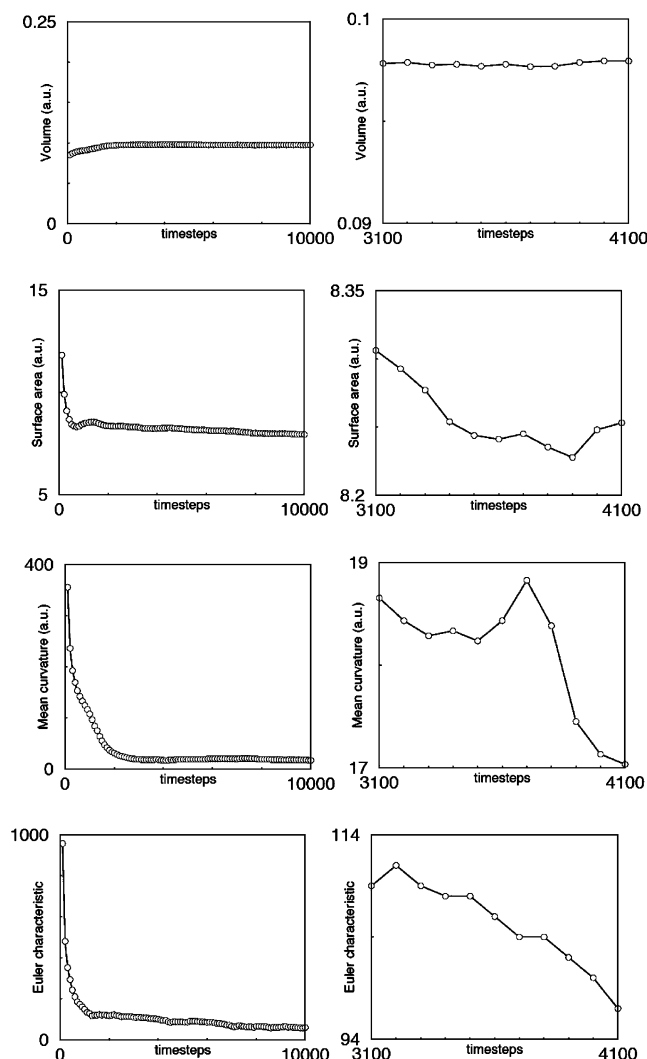 0.25
Volume (a.u.)
0
0
timesteps
10000
0.1
Volume (a.u.)
0.09
3100
timesteps
4100
15
Surface area (a.u.)
5
0
timesteps
10000
8.35
Surface area (a.u.)
8.2
3100
timesteps
4100
400
Mean curvature (a.u.)
0
0
timesteps
10000
19
Mean curvature (a.u.)
17
3100
timesteps
4100
1000
Euler characteristic
0
0
timesteps
10000
114
Euler characteristic
94
3100
timesteps
4100